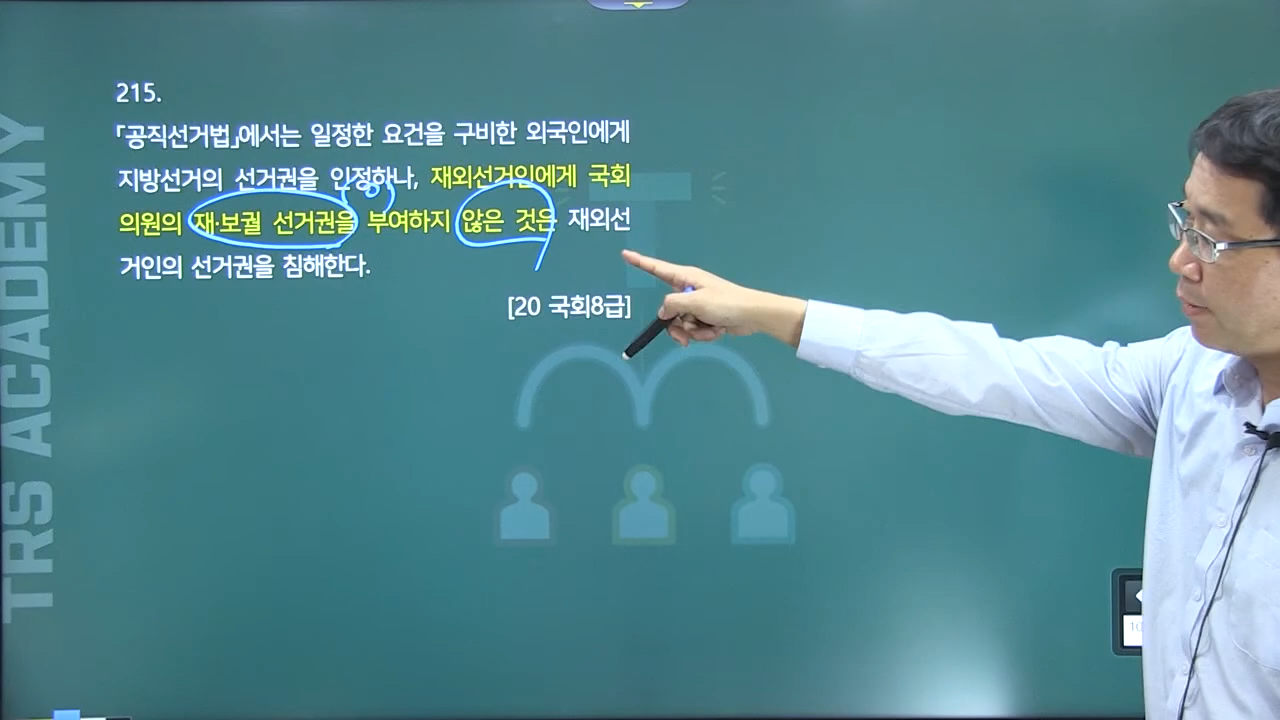 215.
「공직선거법」에서는 일정한 요건을 구비한 외국인에게
지방선거의 선거권을 인정하나, 재외선거인에게 국회
의원의 재·보궐 선거권을 부여하지 않은 것은 재외선
거인의 선거권을 침해한다.
[20 국회8급]
TRS ACADEMY